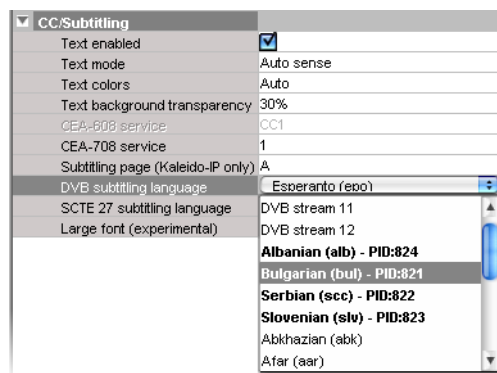 CC/Subtitling
Text enabled
Text mode Auto sense
Text colors Auto
Text background transparency 30%
CEA-608 service CC1
CEA-708 service 1
Subtitling page (Kaleido-IP only) A
DVB subtitling language Esperanto (epo)
SCTE 27 subtitling language DVB stream 11
Large font (experimental) DVB stream 12
Albanian (alb) - PID:824
Bulgarian (bul) - PID:821
Serbian (scc) - PID:822
Slovenian (slv) - PID:823
Abkhazian (abk)
Afar (aar)